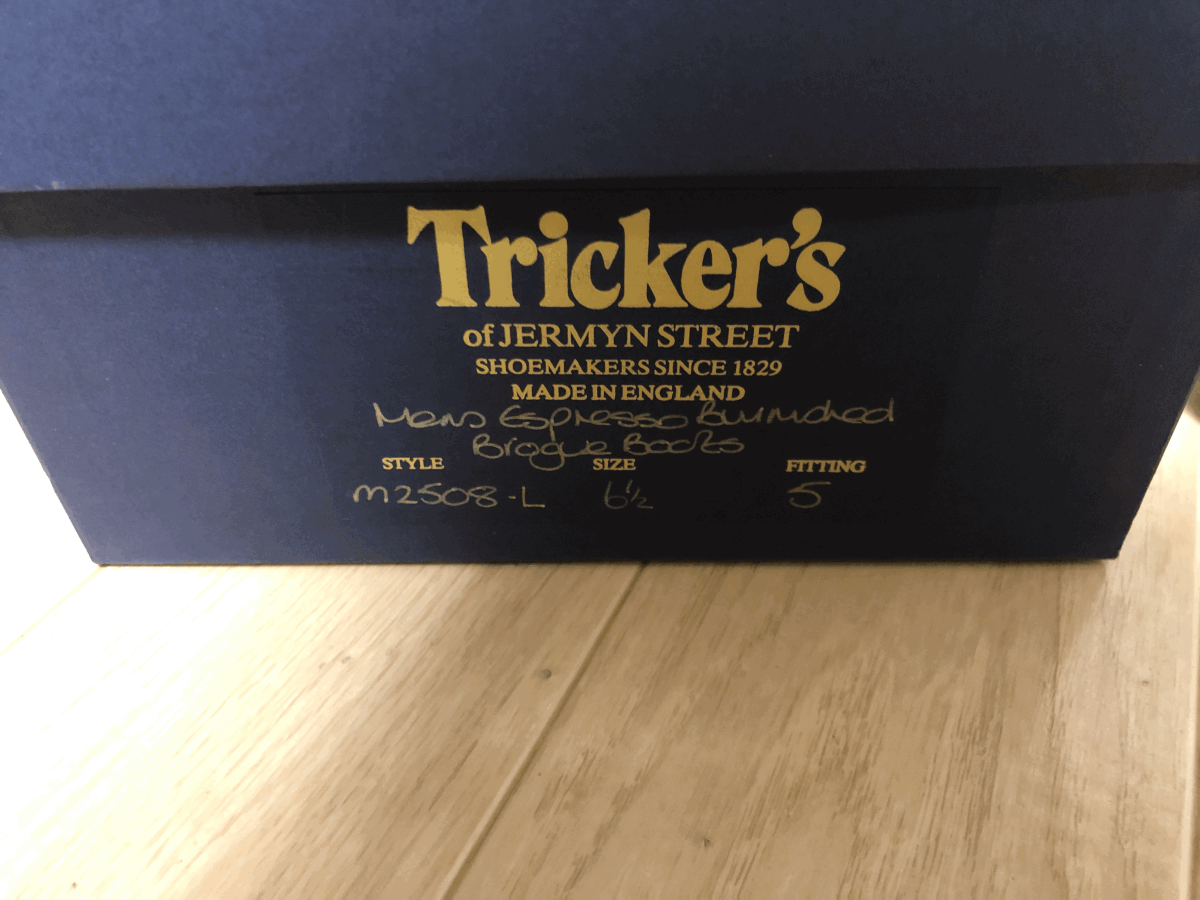 Tricker's
of JERMYN STREET
SHOEMAKERS SINCE 1829
MADE IN ENGLAND
Mens Espresso Burnished
Brogue Boots
STYLE SIZE FITTING
M2508-L 6½ 5